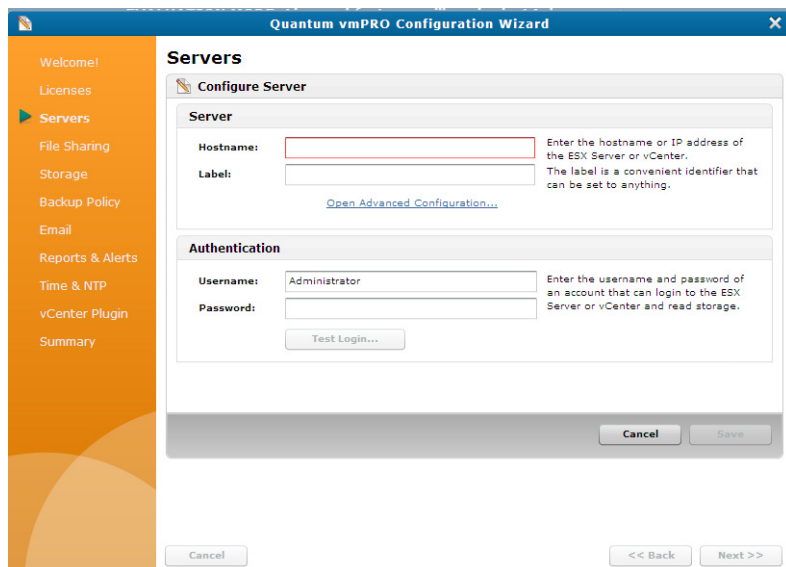 Quantum vmPRO Configuration Wizard
Welcome!
Licenses
Servers
File Sharing
Storage
Backup Policy
Email
Reports & Alerts
Time & NTP
vCenter Plugin
Summary
Servers
Configure Server
Server
Hostname:
Enter the hostname or IP address of
the ESX Server or vCenter.
Label:
The label is a convenient identifier that
can be set to anything.
Open Advanced Configuration...
Authentication
Username:
Administrator
Enter the username and password of
an account that can login to the ESX
Server or vCenter and read storage.
Password:
Test Login...
Cancel
Save
Cancel
<< Back
Next >>